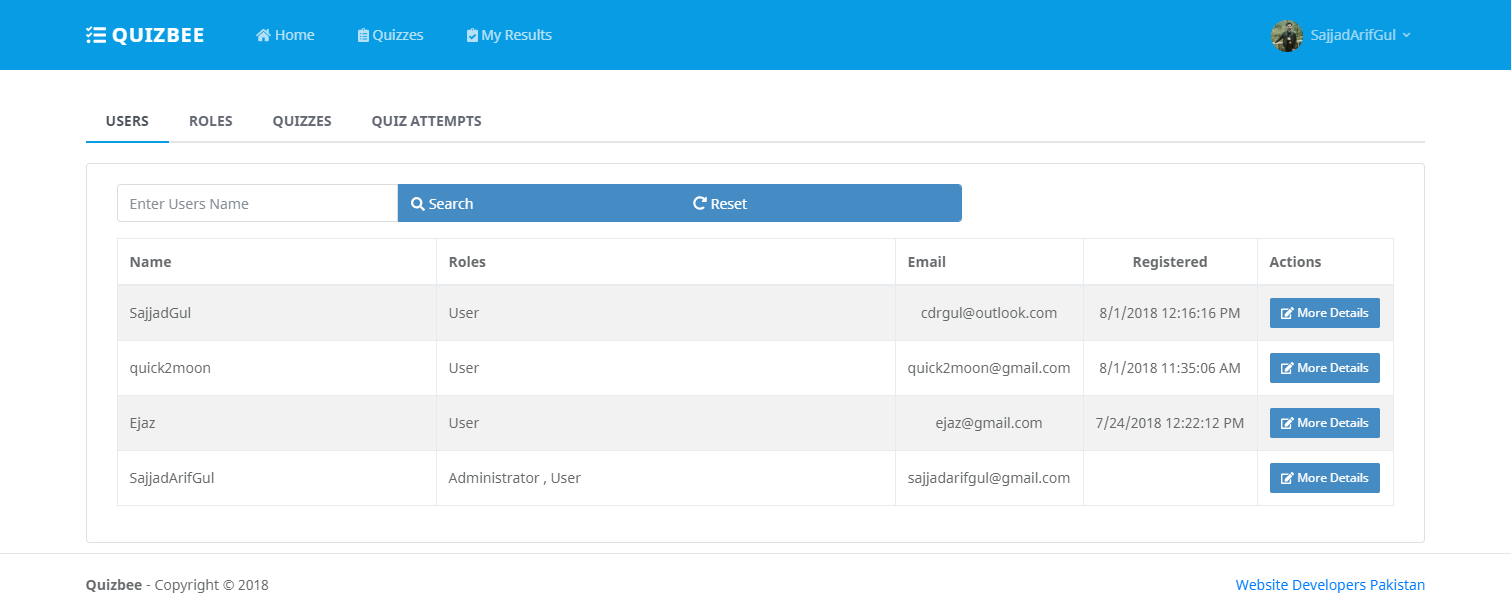 QUIZBEE Home Quizzes My Results SajjadArifGul
USERS ROLES QUIZZES QUIZ ATTEMPTS
Enter Users Name Search Reset
Name Roles Email Registered Actions
SajjadGul User cdrgul@outlook.com 8/1/2018 12:16:16 PM More Details
quick2moon User quick2moon@gmail.com 8/1/2018 11:35:06 AM More Details
Ejaz User ejaz@gmail.com 7/24/2018 12:22:12 PM More Details
SajjadArifGul Administrator , User sajjadarifgul@gmail.com More Details
Quizbee - Copyright © 2018 Website Developers Pakistan